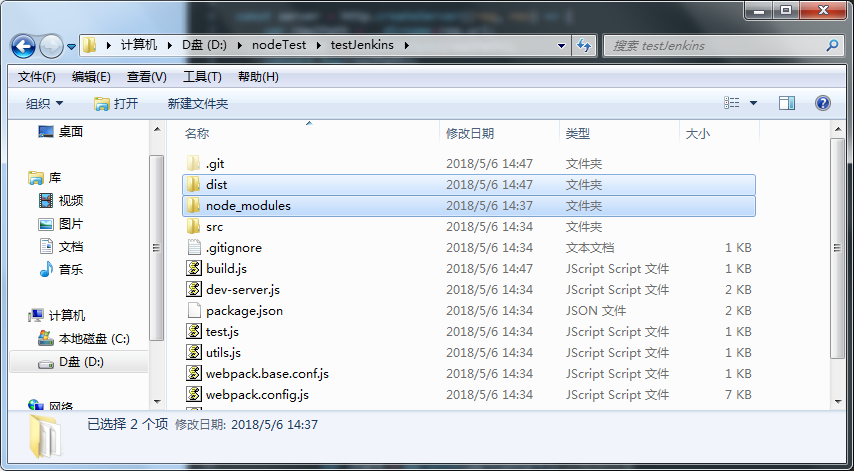 计算机 ▸ D盘 (D:) ▸ nodeTest ▸ testJenkins ▸
搜索 testJenkins
文件(F) 编辑(E) 查看(V) 工具(T) 帮助(H)
组织 打开 新建文件夹
桌面
库
视频
图片
文档
音乐
计算机
本地磁盘 (C:)
D盘 (D:)
网络
名称 修改日期 类型 大小
.git 2018/5/6 14:47 文件夹
dist 2018/5/6 14:47 文件夹
node_modules 2018/5/6 14:37 文件夹
src 2018/5/6 14:34 文件夹
.gitignore 2018/5/6 14:34 文本文档 1 KB
build.js 2018/5/6 14:47 JScript Script 文件 1 KB
dev-server.js 2018/5/6 14:34 JScript Script 文件 2 KB
package.json 2018/5/6 14:34 JSON 文件 2 KB
test.js 2018/5/6 14:34 JScript Script 文件 1 KB
utils.js 2018/5/6 14:34 JScript Script 文件 1 KB
webpack.base.conf.js 2018/5/6 14:34 JScript Script 文件 1 KB
webpack.config.js 2018/5/6 14:34 JScript Script 文件 7 KB
已选择 2 个项 修改日期: 2018/5/6 14:37